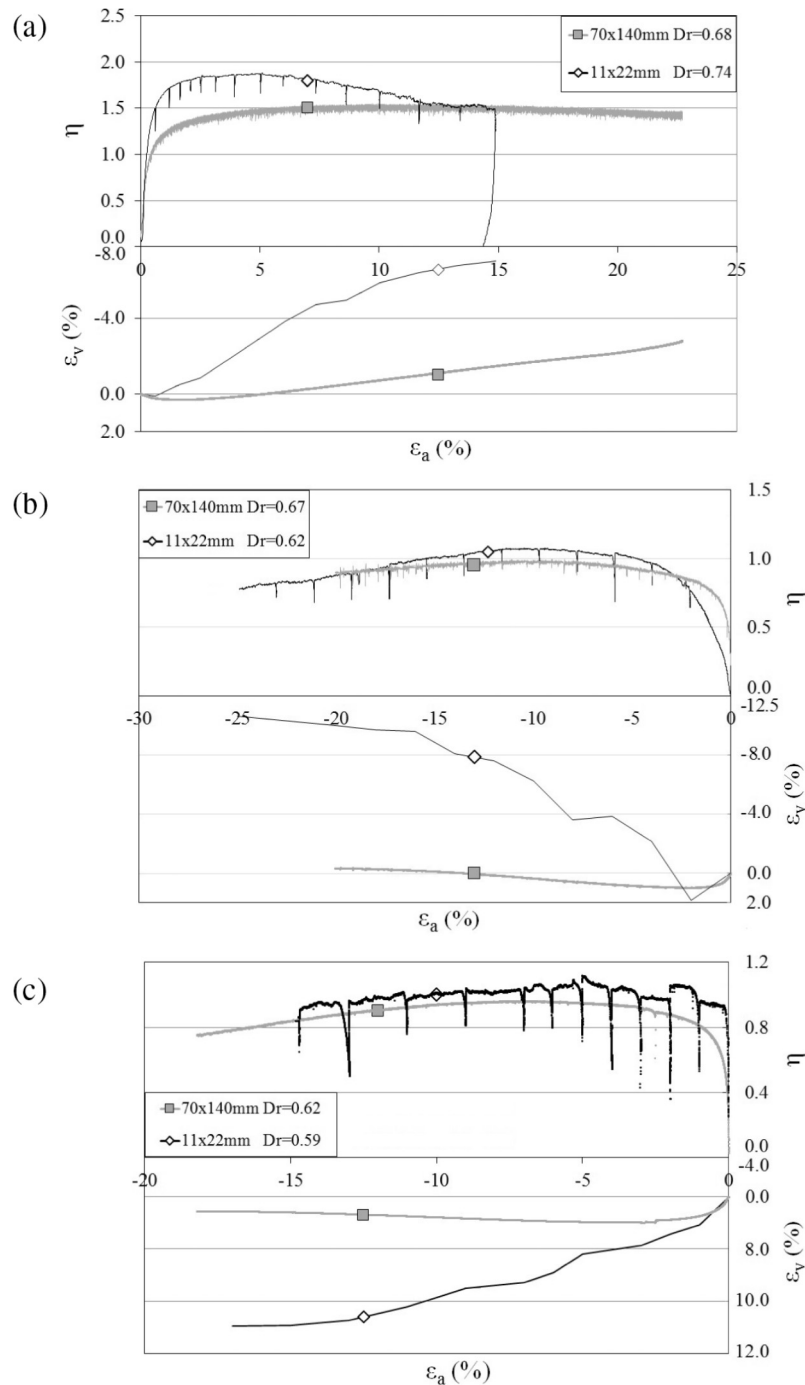 (a)
2.5
2.0
1.5
1.0
0.5
0.0
η
70x140mm Dr=0.68
11x22mm Dr=0.74
-8.0
-4.0
0.0
2.0
0 5 10 15 20 25
εv (%)
εa (%)
(b)
70x140mm Dr=0.67
11x22mm Dr=0.62
1.5
1.0
0.5
0.0
η
-30 -25 -20 -15 -10 -5 0
-12.5
-8.0
-4.0
0.0
2.0
εv (%)
εa (%)
(c)
1.2
0.8
0.4
0.0
η
70x140mm Dr=0.62
11x22mm Dr=0.59
-20 -15 -10 -5 0
-4.0
0.0
8.0
10.0
12.0
εv (%)
εa (%)